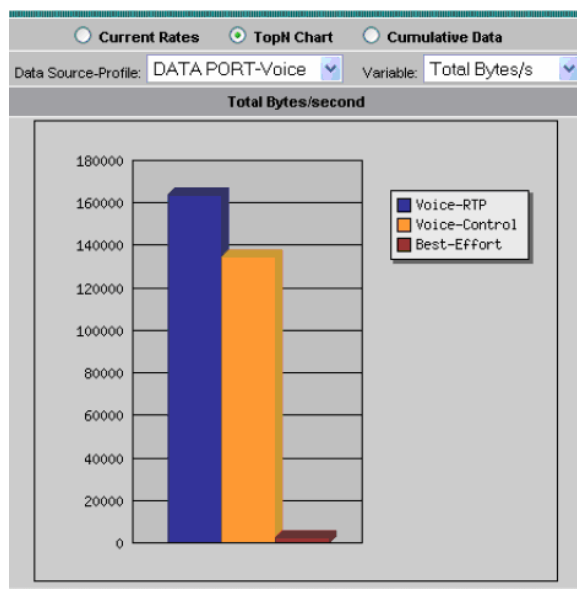 Current Rates TopN Chart Cumulative Data
Data Source-Profile: DATA PORT-Voice Variable: Total Bytes/s
Total Bytes/second
180000
160000
140000
120000
100000
80000
60000
40000
20000
0
Voice-RTP
Voice-Control
Best-Effort